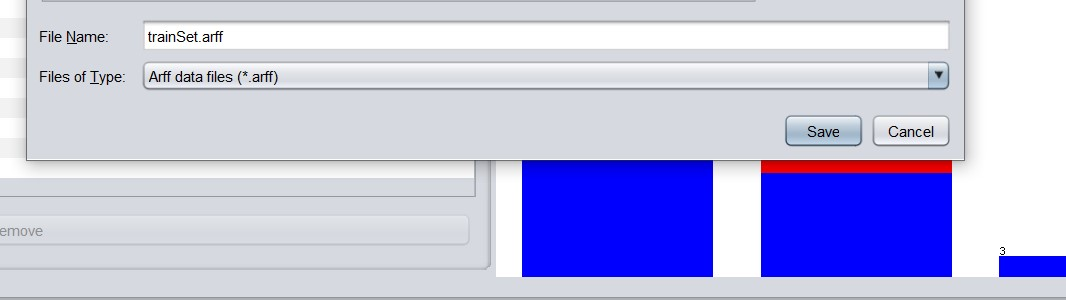 File Name: trainSet.arff
Files of Type: Arff data files (*.arff)
Save Cancel
emove
3